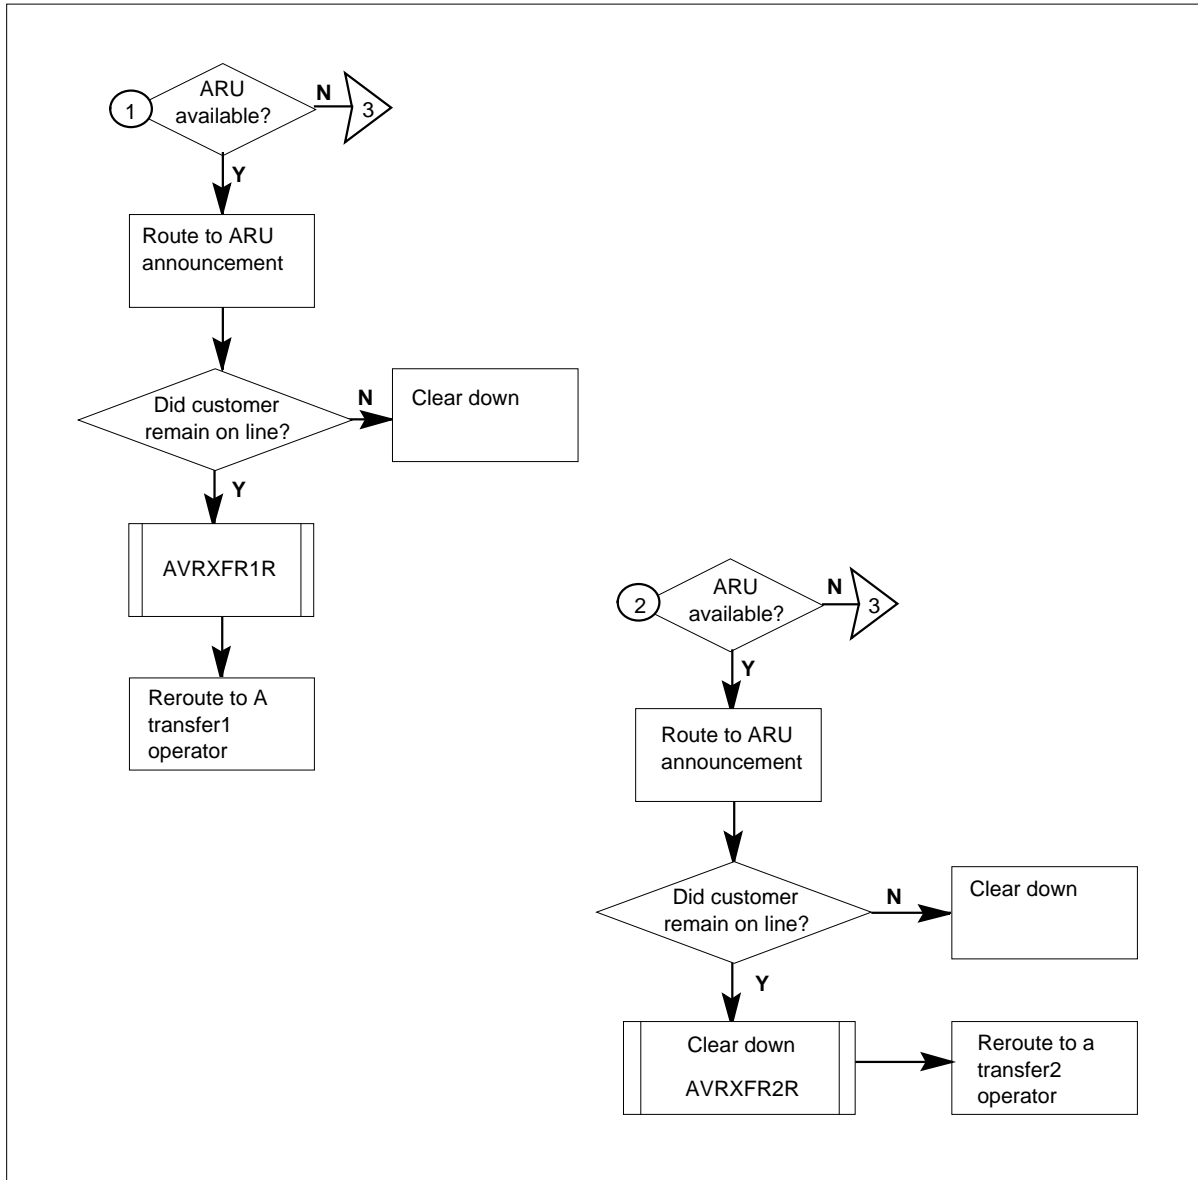 1
ARU
available?
N
3
Y
Route to ARU
announcement
Did customer
remain on line?
N
Clear down
Y
AVRXFR1R
Reroute to A
transfer1
operator
2
ARU
available?
N
3
Y
Route to ARU
announcement
Did customer
remain on line?
N
Clear down
Y
Clear down
AVRXFR2R
Reroute to a
transfer2
operator